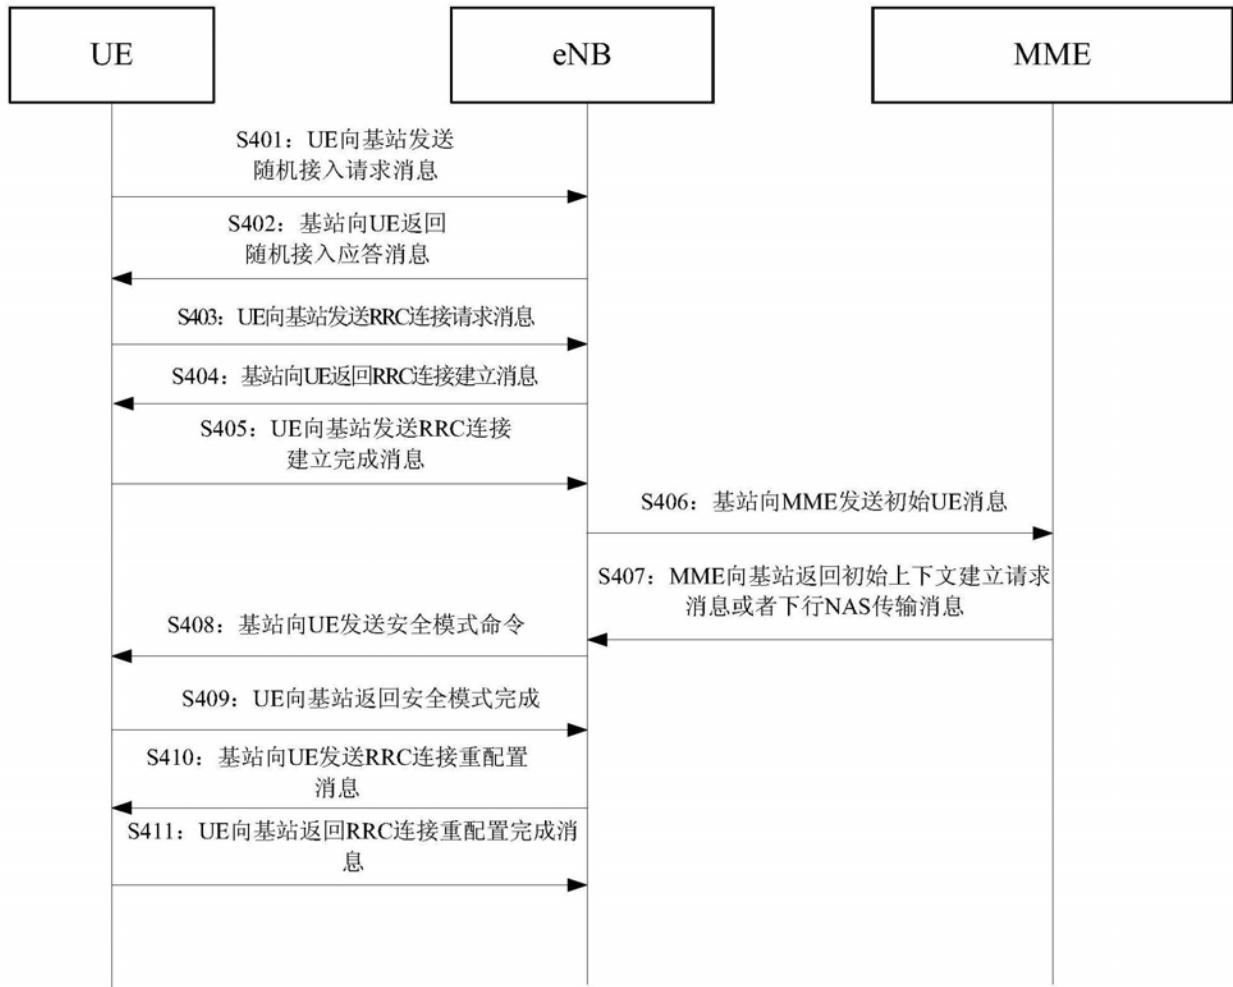 UE
eNB
MME
S401：UE向基站发送
随机接入请求消息
S402：基站向UE返回
随机接入应答消息
S403：UE向基站发送RRC连接请求消息
S404：基站向UE返回RRC连接建立消息
S405：UE向基站发送RRC连接
建立完成消息
S406：基站向MME发送初始UE消息
S407：MME向基站返回初始上下文建立请求
消息或者下行NAS传输消息
S408：基站向UE发送安全模式命令
S409：UE向基站返回安全模式完成
S410：基站向UE发送RRC连接重配置
消息
S411：UE向基站返回RRC连接重配置完成消
息